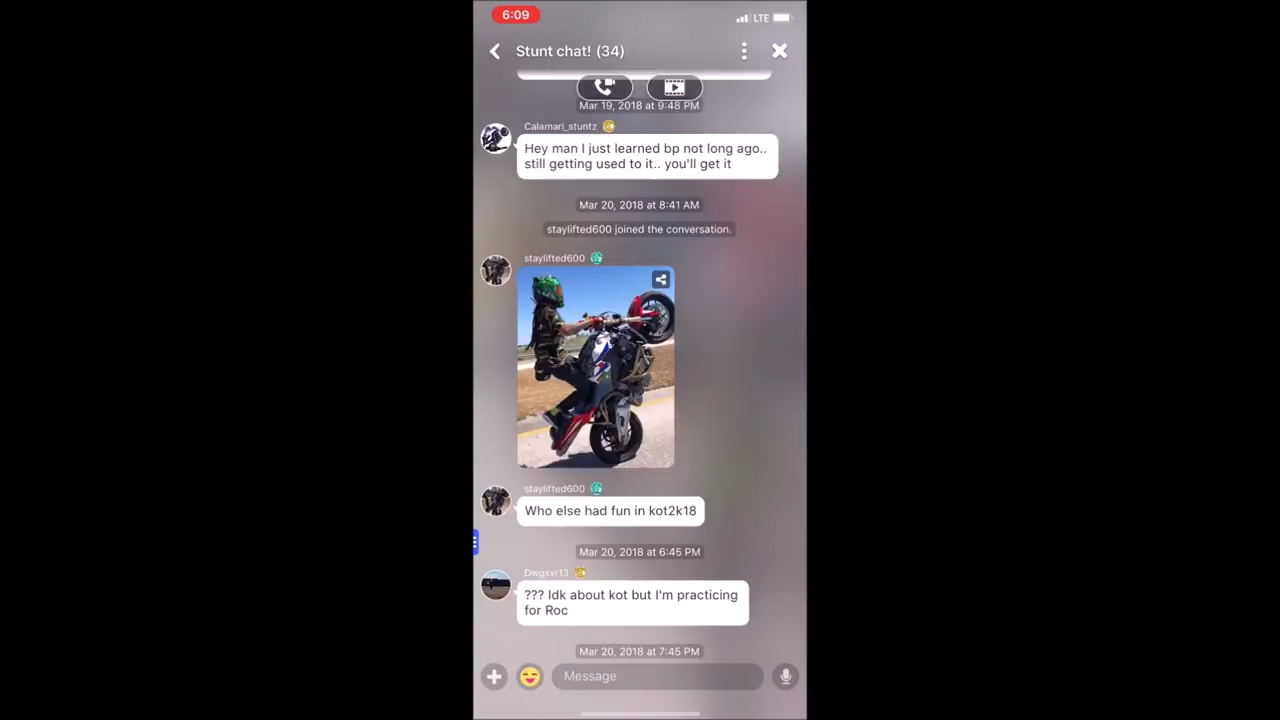 6:09
LTE
Stunt chat! (34)
Mar 19, 2018 at 9:48 PM
Calamari_stuntz
Hey man I just learned bp not long ago..
still getting used to it.. you'll get it
Mar 20, 2018 at 8:41 AM
staylifted600 joined the conversation.
staylifted600
staylifted600
Who else had fun in kot2k18
Mar 20, 2018 at 6:45 PM
Dwgsxr13
??? Idk about kot but I'm practicing
for Roc
Mar 20, 2018 at 7:45 PM
Message